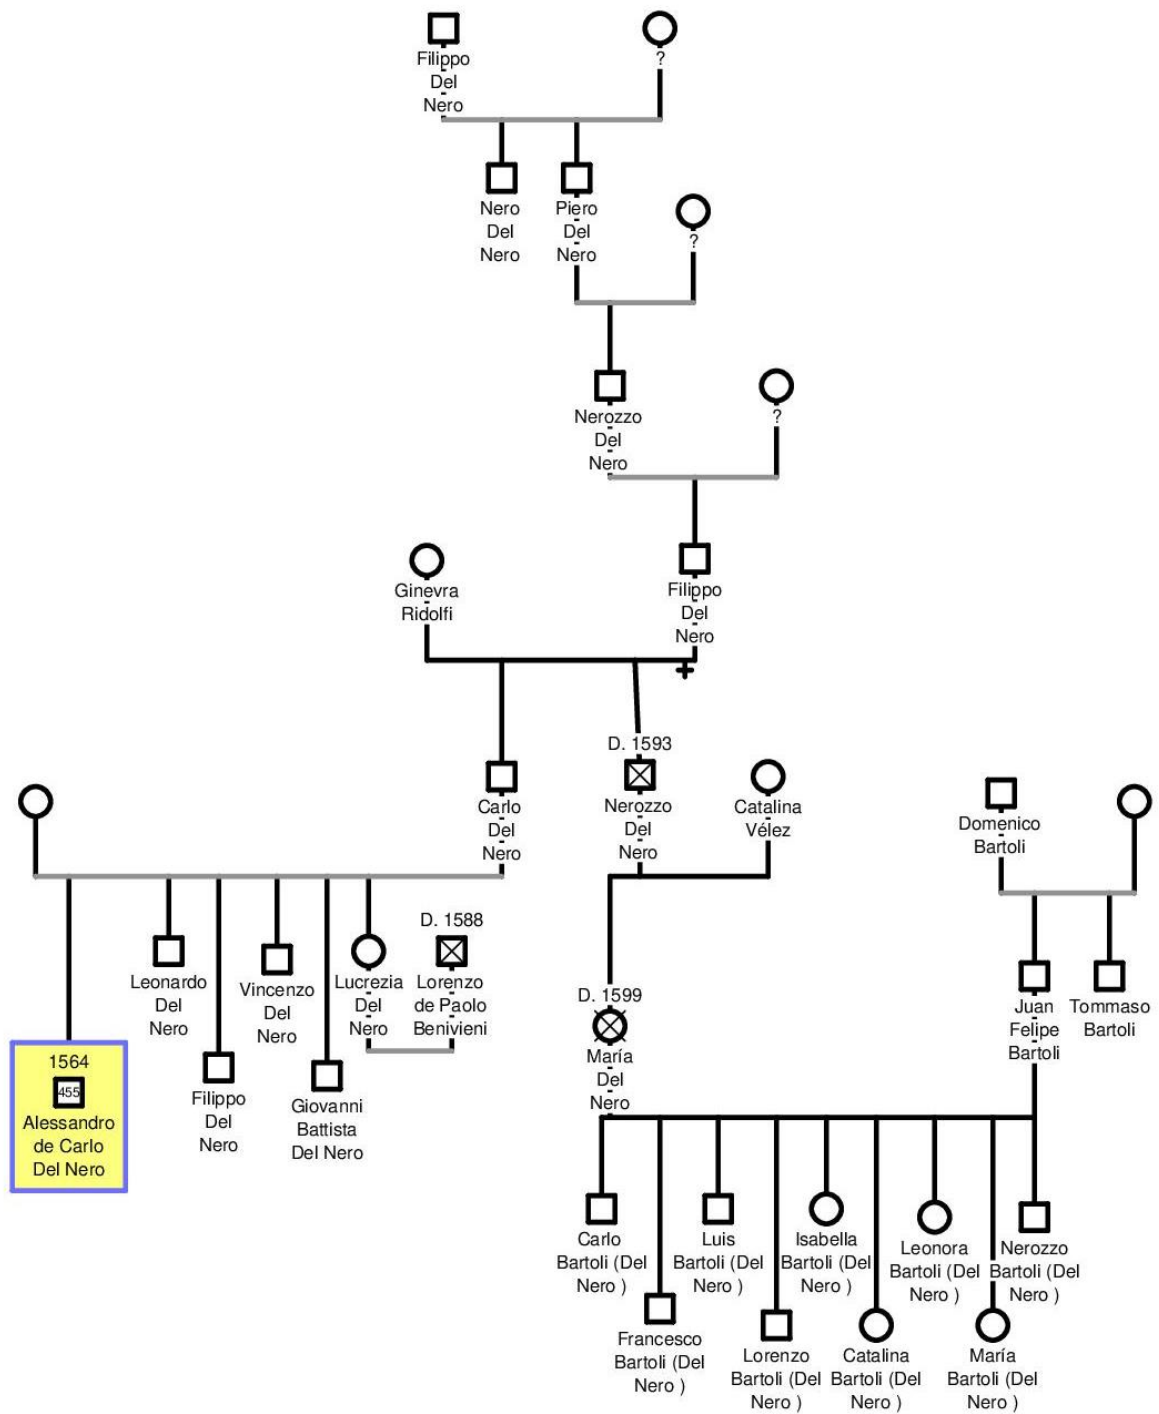 Filippo
Del
Nero
?
Nero
Del
Nero
Piero
Del
Nero
?
Nerozzo
Del
Nero
?
Ginevra
Ridolfi
Filippo
Del
Nero
Carlo
Del
Nero
D. 1593
Nerozzo
Del
Nero
Catalina
Vélez
Domenico
Bartoli
1564
455
Alessandro
de Carlo
Del Nero
Leonardo
Del
Nero
Filippo
Del
Nero
Vincenzo
Del
Nero
Giovanni
Battista
Del Nero
Lucrezia
Del
Nero
D. 1588
Lorenzo
de Paolo
Benivieni
D. 1599
María
Del
Nero
Juan
Felipe
Bartoli
Tommaso
Bartoli
Carlo
Bartoli (Del
Nero )
Francesco
Bartoli (Del
Nero )
Luis
Bartoli (Del
Nero )
Lorenzo
Bartoli (Del
Nero )
Isabella
Bartoli (Del
Nero )
Catalina
Bartoli (Del
Nero )
Leonora
Bartoli (Del
Nero )
María
Bartoli (Del
Nero )
Nerozzo
Bartoli (Del
Nero )